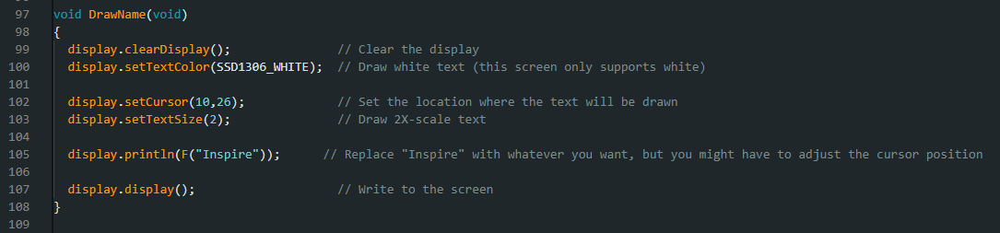 97 void DrawName(void)
98 {
99 display.clearDisplay(); // Clear the display
100 display.setTextColor(SSD1306_WHITE); // Draw white text (this screen only supports white)
101
102 display.setCursor(10,26); // Set the location where the text will be drawn
103 display.setTextSize(2); // Draw 2X-scale text
104
105 display.println(F("Inspire")); // Replace "Inspire" with whatever you want, but you might have to adjust the cursor position
106
107 display.display(); // Write to the screen
108 }
109